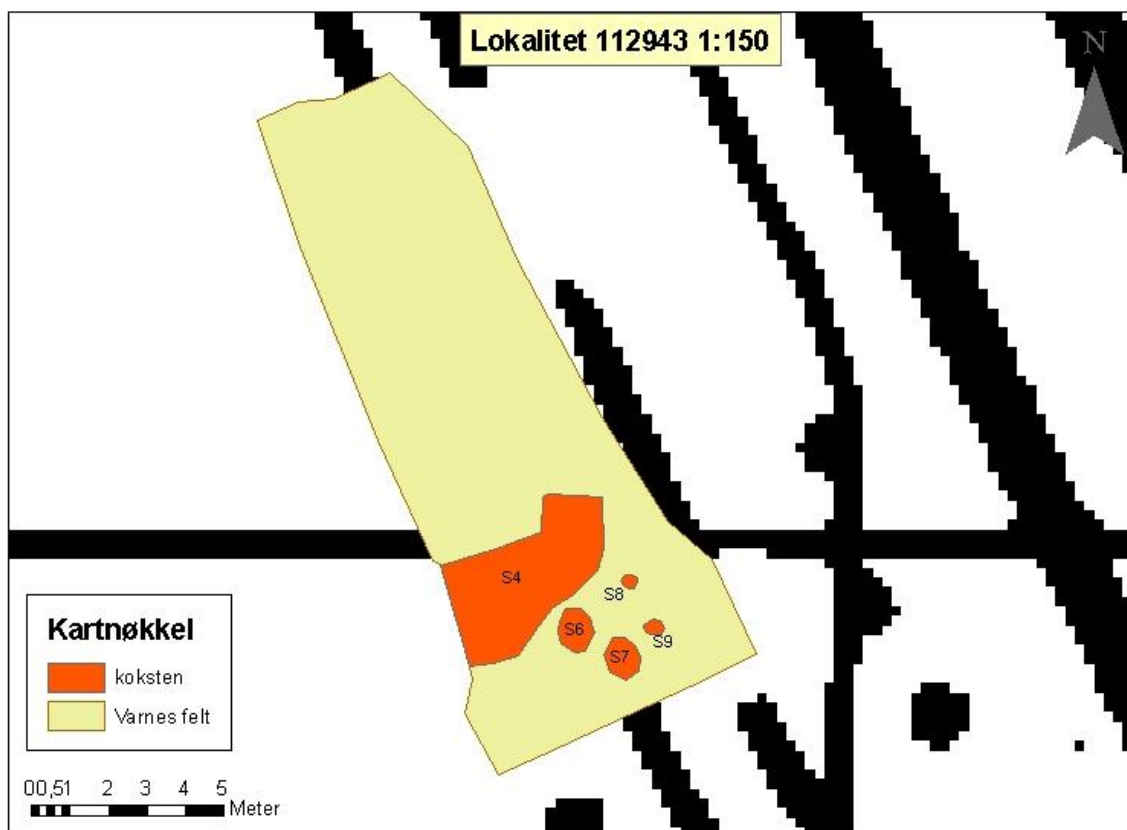 Lokalitet 112943 1:150
N
S4
S8
S6
S9
S7
Kartnøkkel
koksten
Varnes felt
00,51 2 3 4 5
Meter